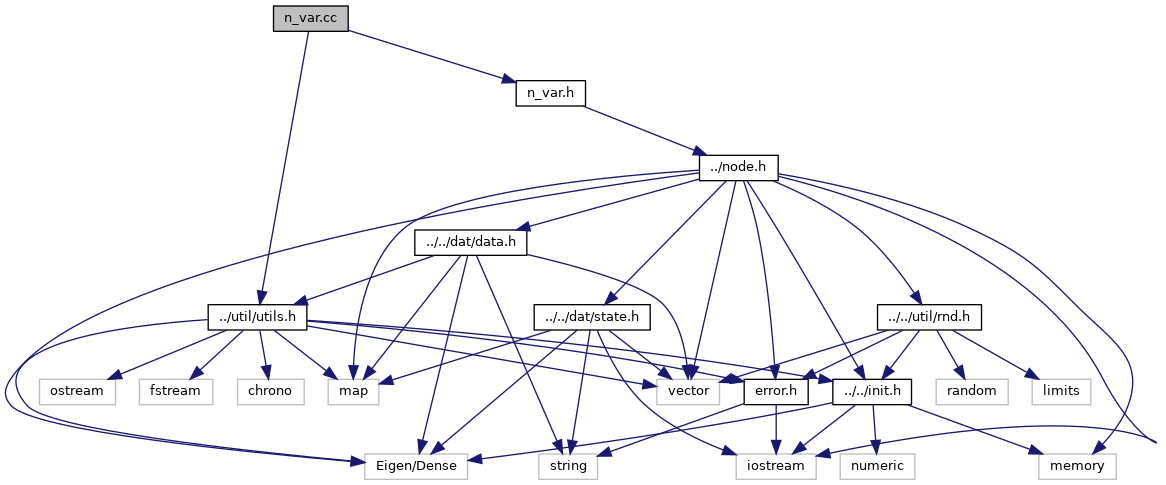 n_var.cc
n_var.h
../node.h
../../dat/data.h
../util/utils.h
../../dat/state.h
../../util/rnd.h
ostream
fstream
chrono
map
vector
error.h
../../init.h
random
limits
Eigen/Dense
string
iostream
numeric
memory